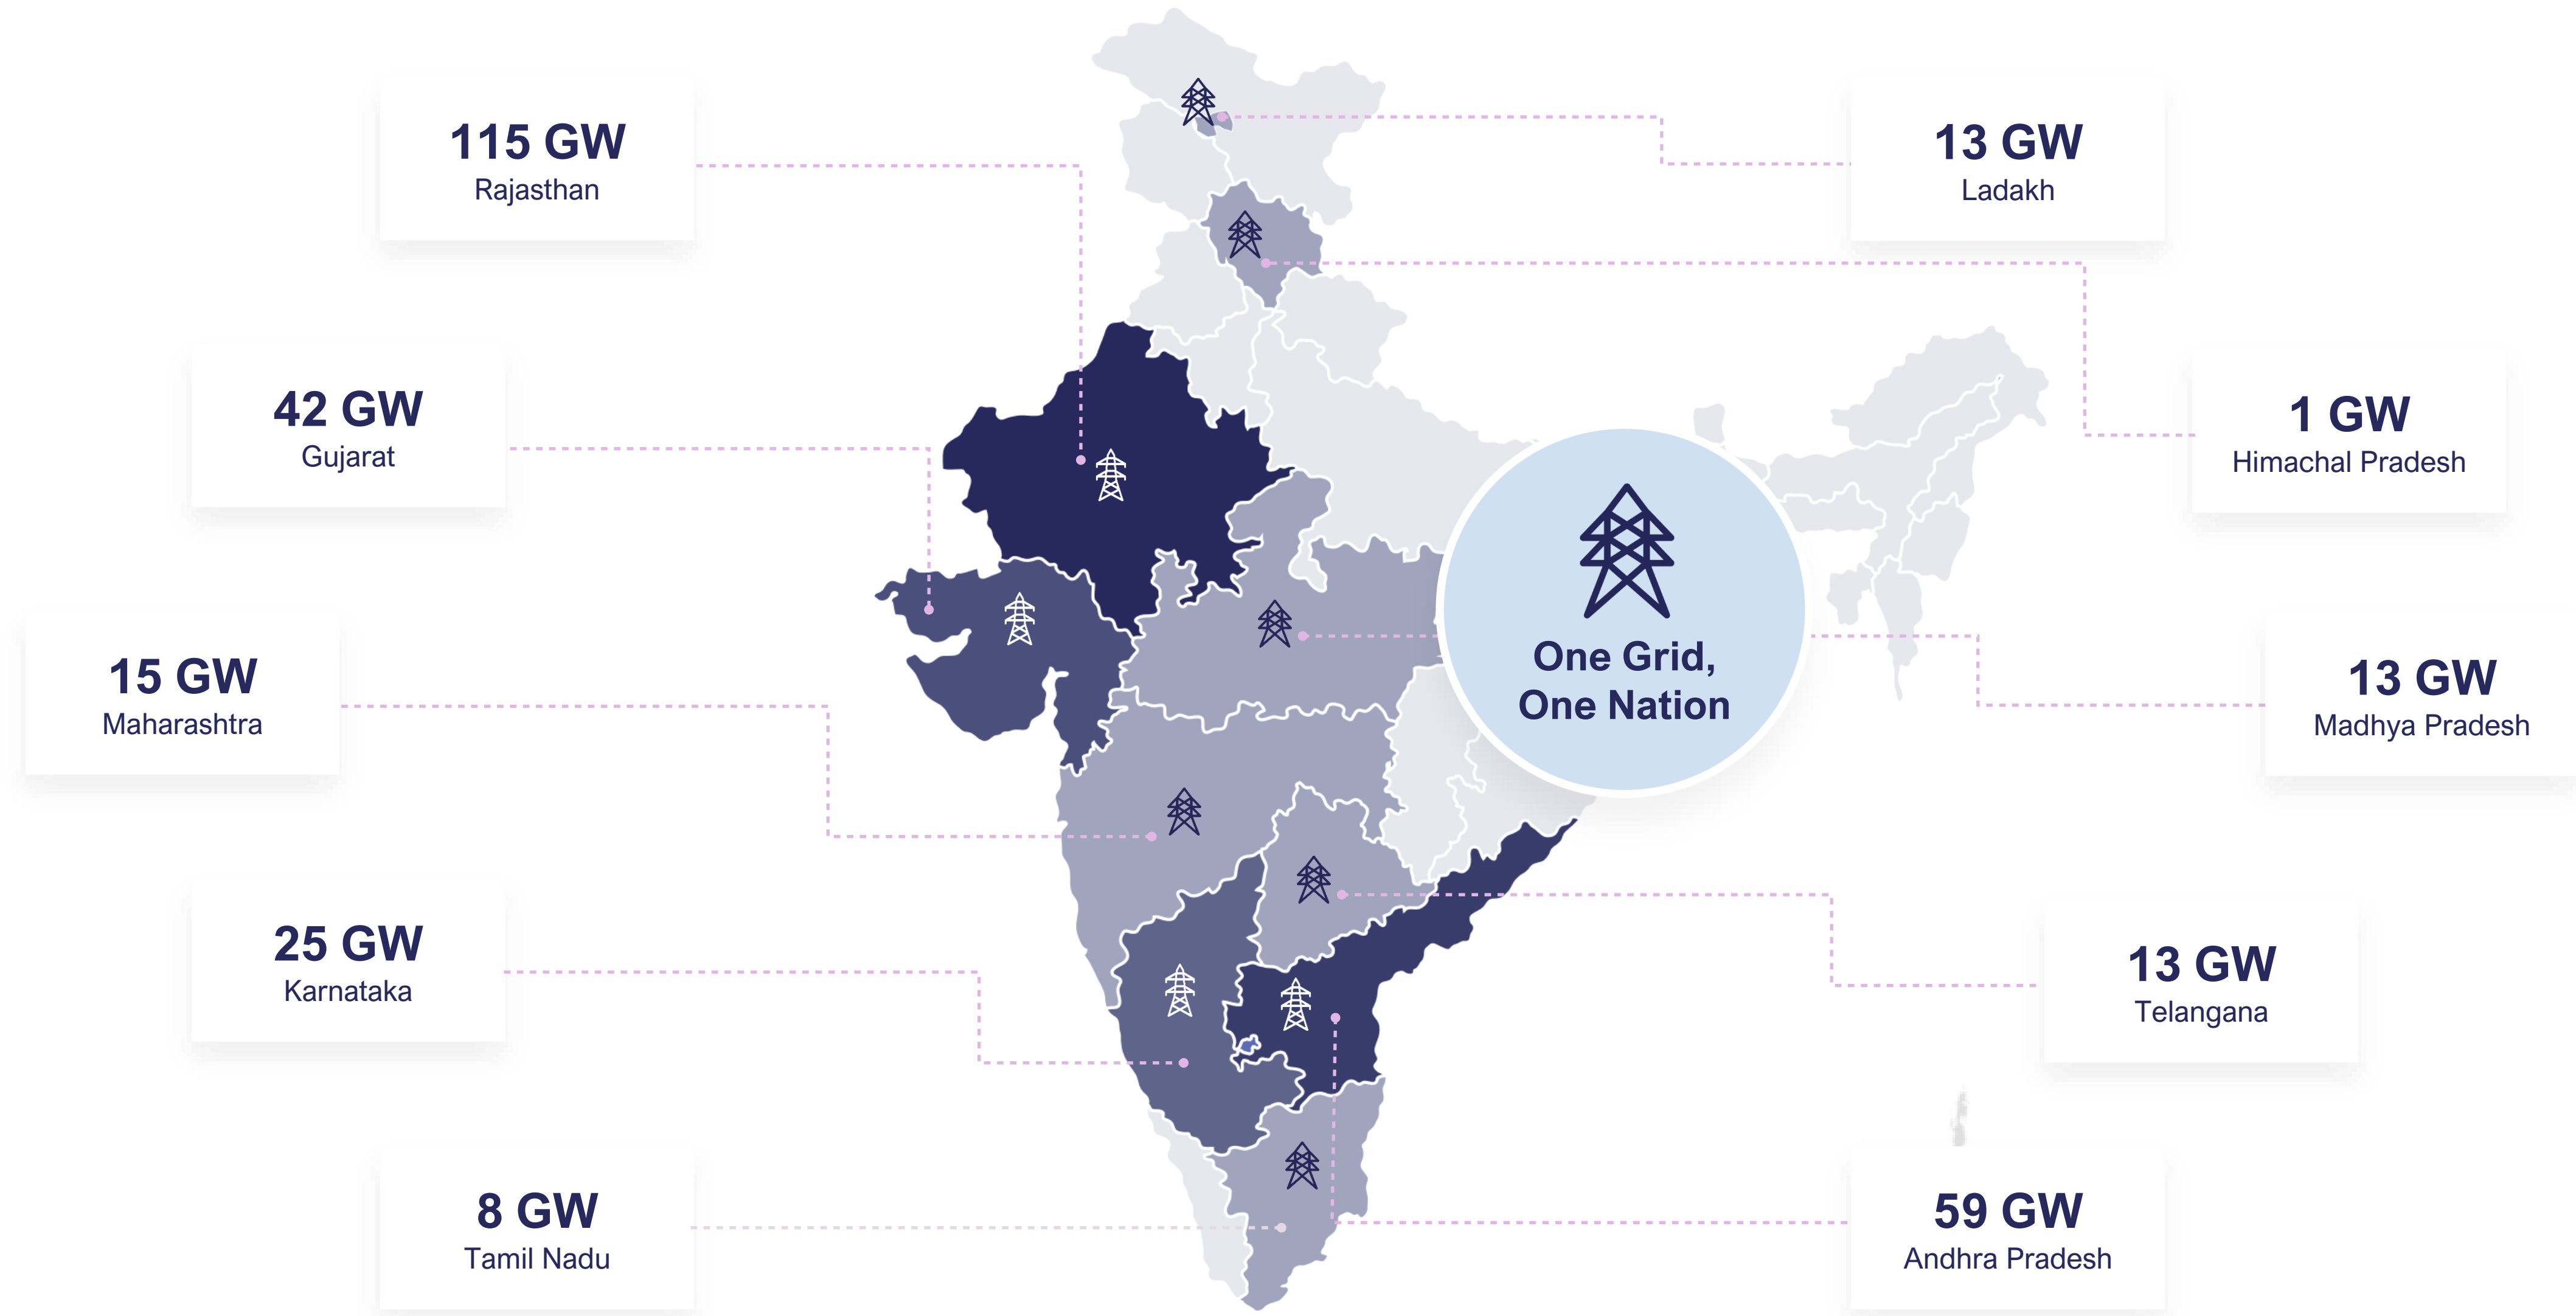 115 GW
Rajasthan
13 GW
Ladakh
42 GW
Gujarat
1 GW
Himachal Pradesh
15 GW
Maharashtra
One Grid,
One Nation
13 GW
Madhya Pradesh
25 GW
Karnataka
13 GW
Telangana
8 GW
Tamil Nadu
59 GW
Andhra Pradesh